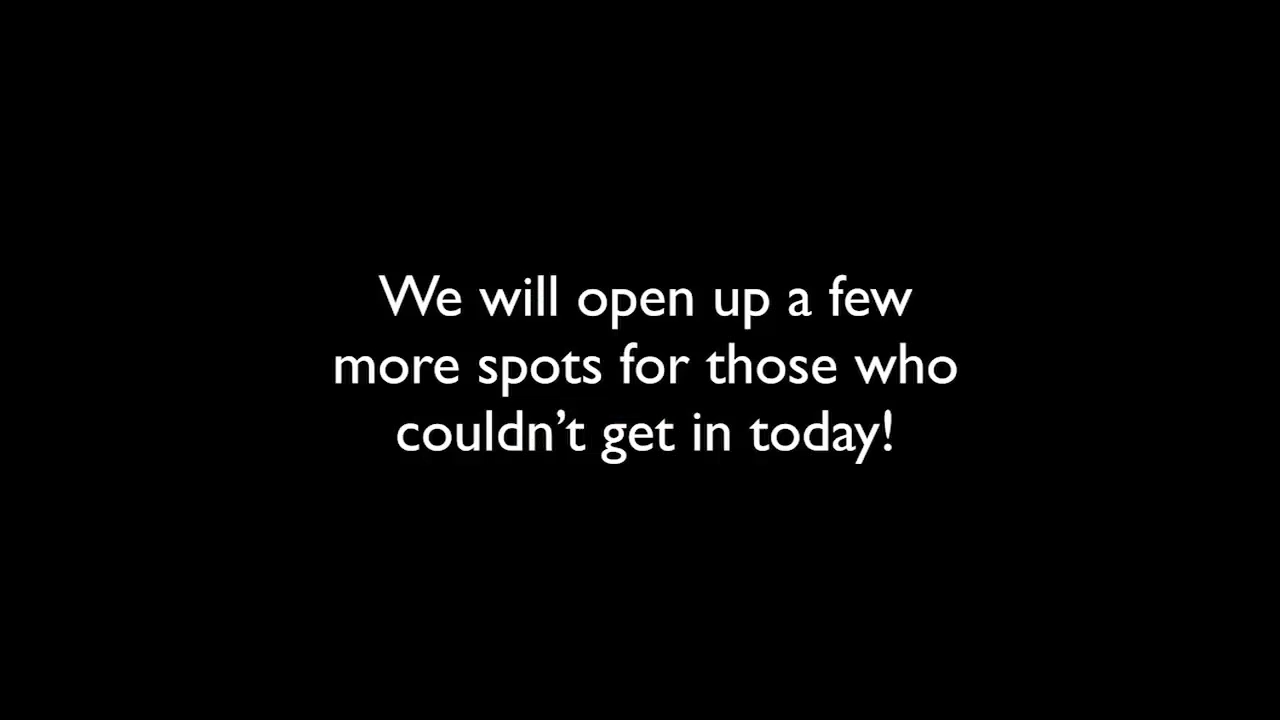 We will open up a few
more spots for those who
couldn’t get in today!